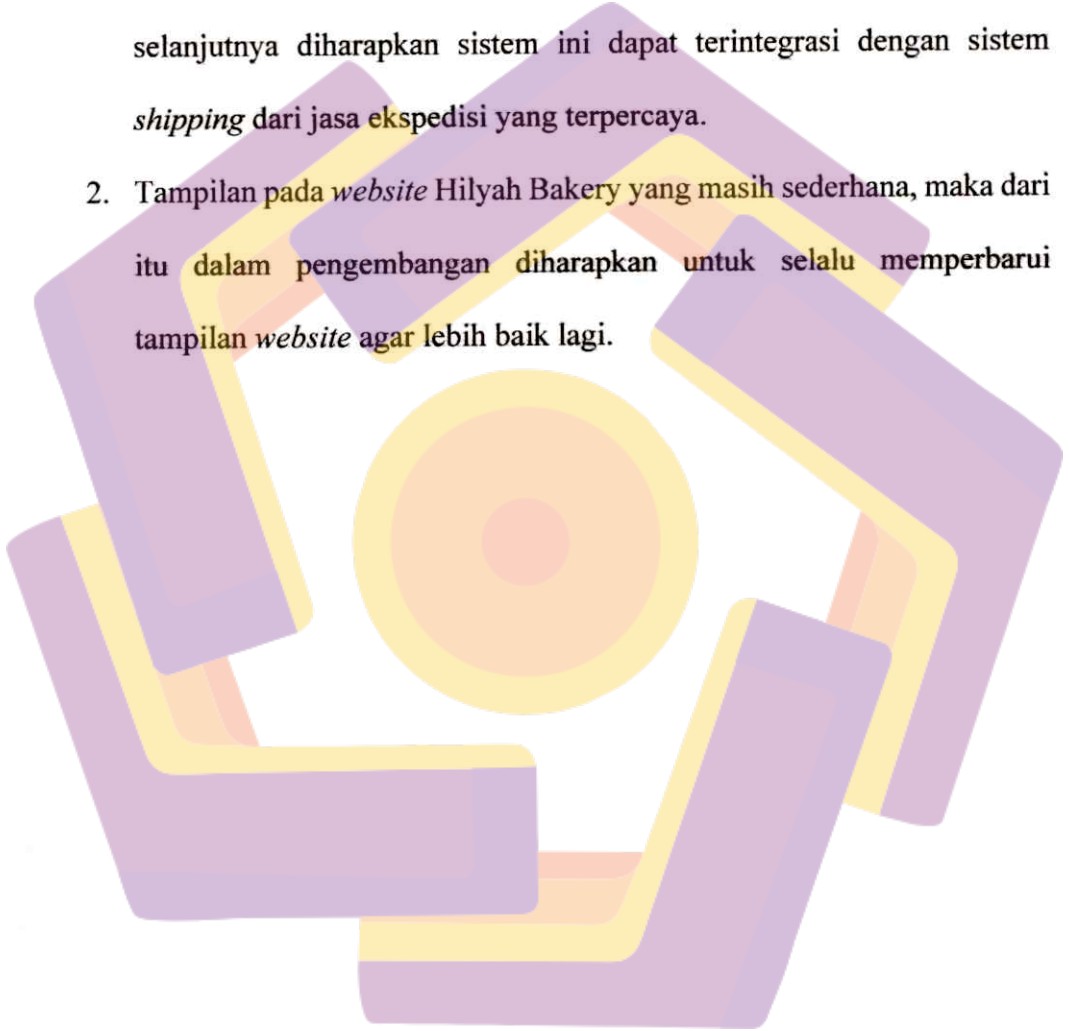 selanjutnya diharapkan sistem ini dapat terintegrasi dengan sistem
shipping dari jasa ekspedisi yang terpercaya.
2. Tampilan pada website Hilyah Bakery yang masih sederhana, maka dari
itu dalam pengembangan diharapkan untuk selalu memperbarui
tampilan website agar lebih baik lagi.